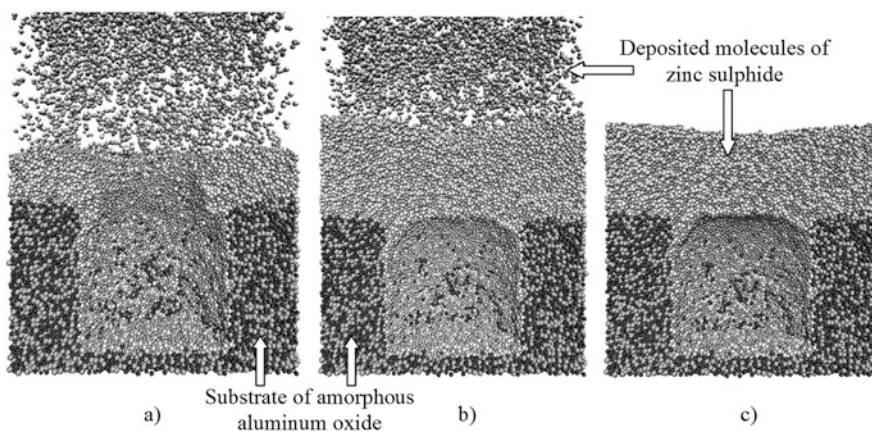 Deposited molecules of
zinc sulphide
Substrate of amorphous
aluminum oxide
a)
b)
c)